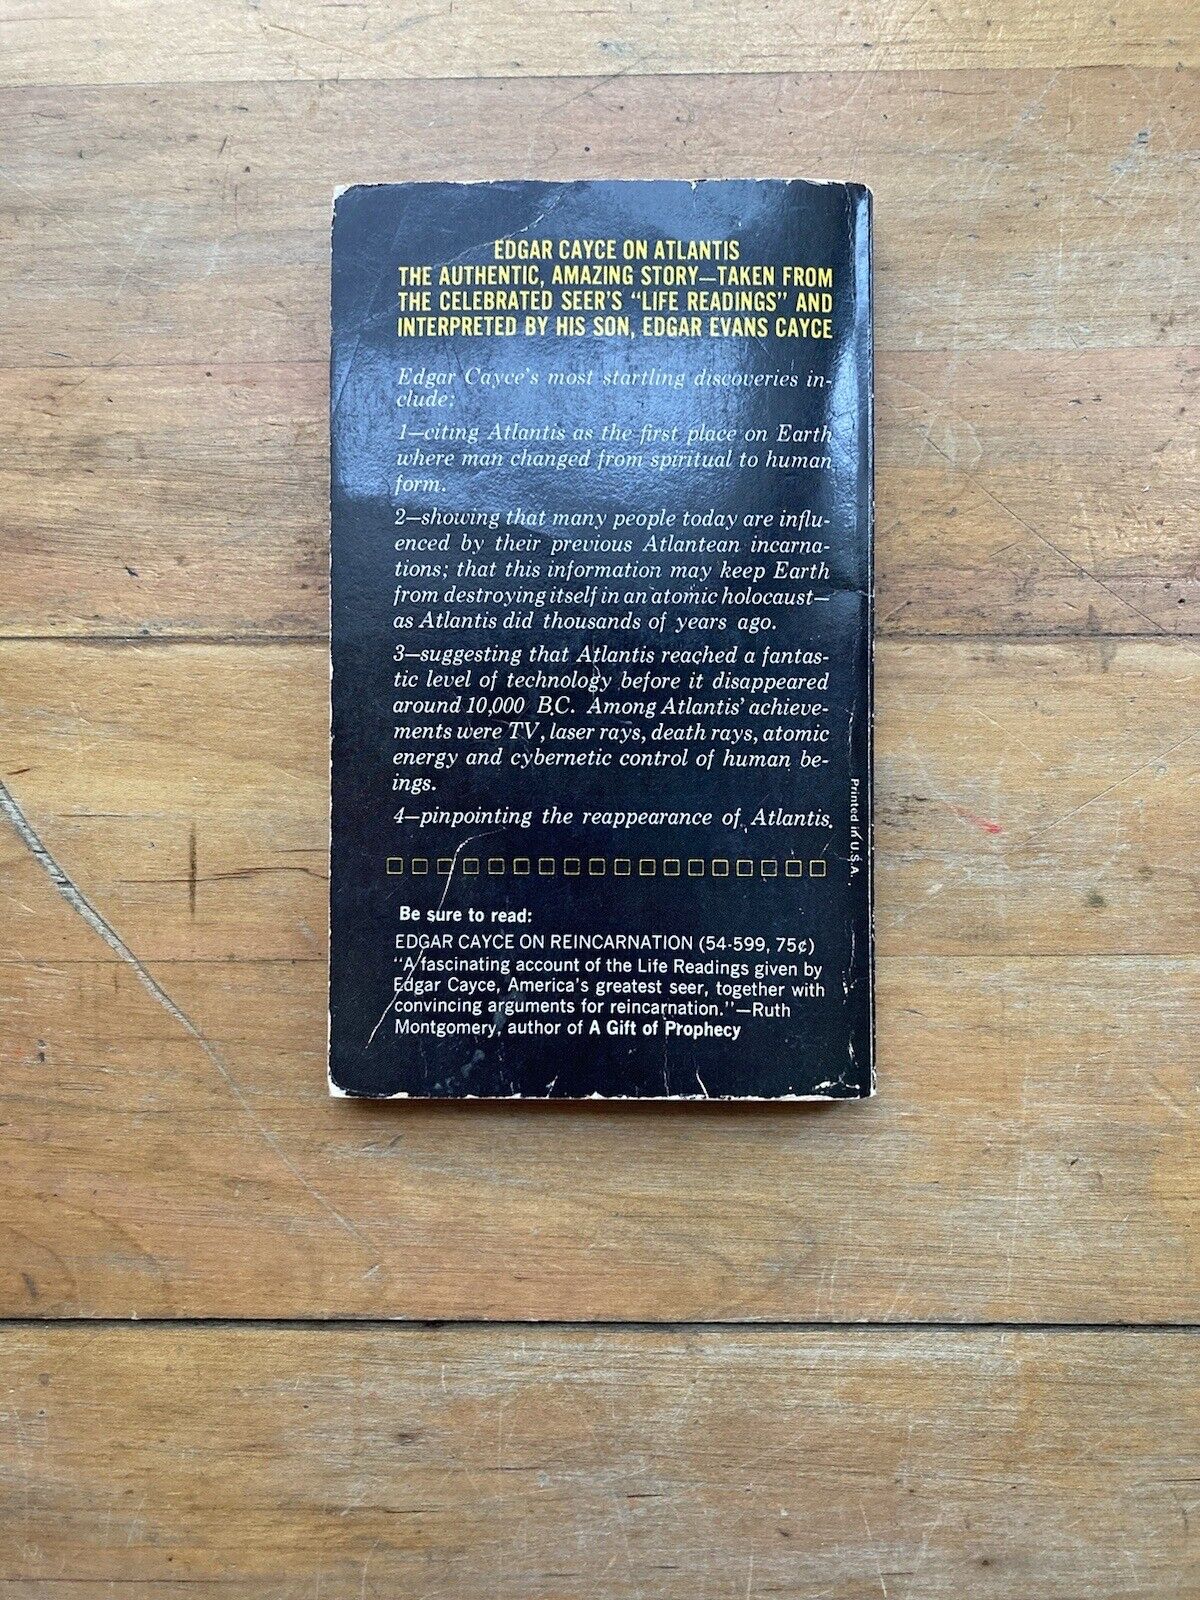 EDGAR CAYCE ON ATLANTIS
THE AUTHENTIC, AMAZING STORY—TAKEN FROM
THE CELEBRATED SEER'S "LIFE READINGS" AND
INTERPRETED BY HIS SON, EDGAR EVANS CAYCE
Edgar Cayce's most startling discoveries in-
clude:
1—citing Atlantis as the first place on Earth
where man changed from spiritual to human
form.
2—showing that many people today are influ-
enced by their previous Atlantean incarna-
tions; that this information may keep Earth
from destroying itself in an atomic holocaust—
as Atlantis did thousands of years ago.
3—suggesting that Atlantis reached a fantas-
tic level of technology before it disappeared
around 10,000 B.C. Among Atlantis' achieve-
ments were TV, laser rays, death rays, atomic
energy and cybernetic control of human be-
ings.
4—pinpointing the reappearance of Atlantis.
Be sure to read:
EDGAR CAYCE ON REINCARNATION (54-599, 75¢)
"A fascinating account of the Life Readings given by
Edgar Cayce, America's greatest seer, together with
convincing arguments for reincarnation."—Ruth
Montgomery, author of A Gift of Prophecy
Printed in U.S.A.